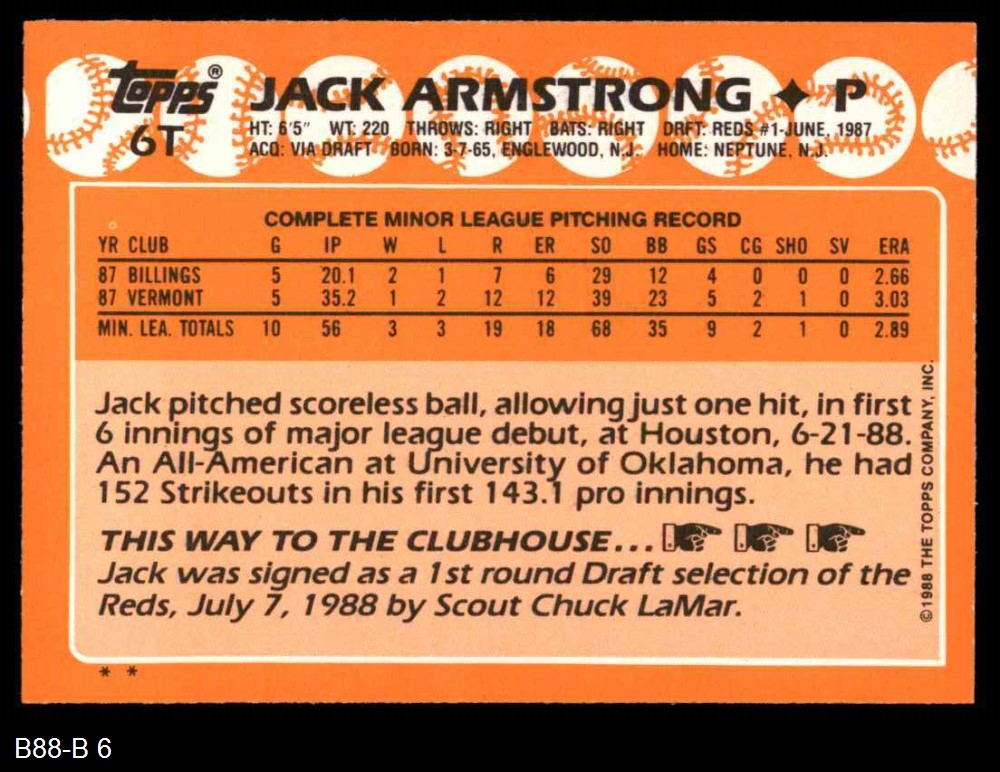 Topps® JACK ARMSTRONG ✦ P
6T HT: 6'5" WT: 220 THROWS: RIGHT BATS: RIGHT DRFT: REDS #1-JUNE, 1987
ACQ: VIA DRAFT BORN: 3-7-65, ENGLEWOOD, N.J. HOME: NEPTUNE, N.J.
COMPLETE MINOR LEAGUE PITCHING RECORD
YR CLUB G IP W L R ER SO BB GS CG SHO SV ERA
87 BILLINGS 5 20.1 2 1 7 6 29 12 4 0 0 0 2.66
87 VERMONT 5 35.2 1 2 12 12 39 23 5 2 1 0 3.03
MIN. LEA. TOTALS 10 56 3 3 19 18 68 35 9 2 1 0 2.89
Jack pitched scoreless ball, allowing just one hit, in first
6 innings of major league debut, at Houston, 6-21-88.
An All-American at University of Oklahoma, he had
152 Strikeouts in his first 143.1 pro innings.
THIS WAY TO THE CLUBHOUSE...
Jack was signed as a 1st round Draft selection of the
Reds, July 7, 1988 by Scout Chuck LaMar.
©1988 THE TOPPS COMPANY, INC.
* *
B88-B 6